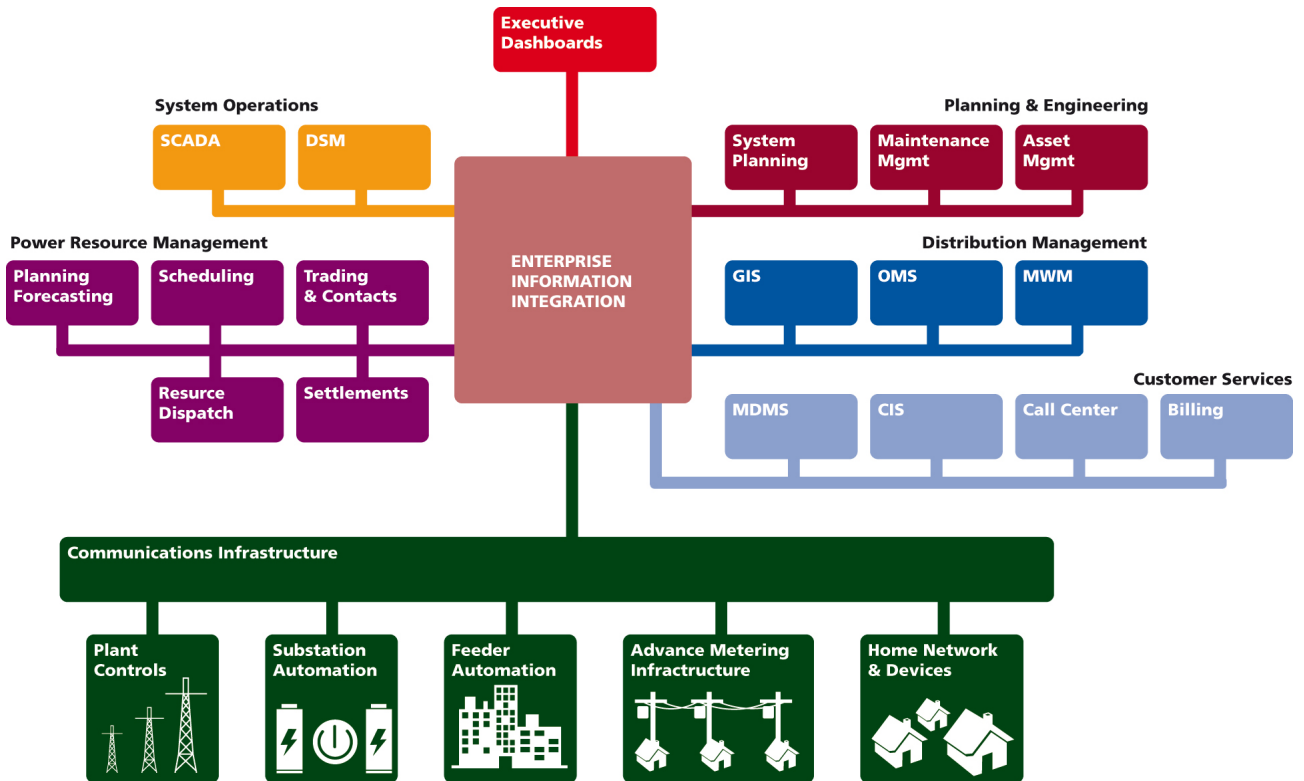 Executive
Dashboards
System Operations
SCADA
DSM
Planning & Engineering
System
Planning
Maintenance
Mgmt
Asset
Mgmt
Power Resource Management
Planning
Forecasting
Scheduling
Trading
& Contacts
Resurce
Dispatch
Settlements
ENTERPRISE
INFORMATION
INTEGRATION
Distribution Management
GIS
OMS
MWM
Customer Services
MDMS
CIS
Call Center
Billing
Communications Infrastructure
Plant
Controls
Substation
Automation
Feeder
Automation
Advance Metering
Infractructure
Home Network
& Devices